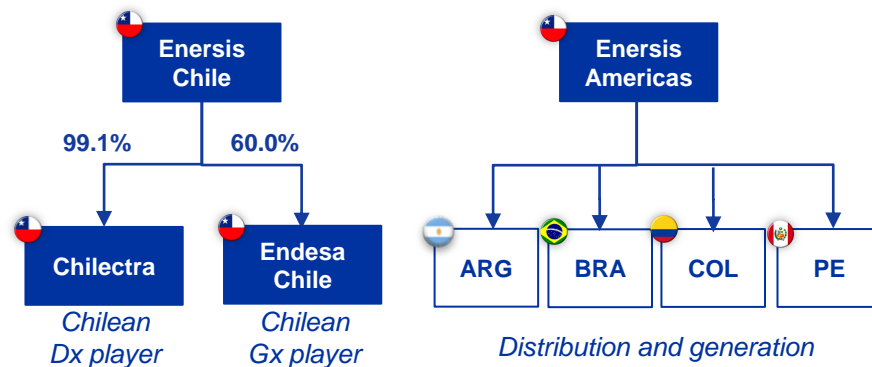 Enersis
Chile
Enersis
Americas
99.1%
60.0%
Chilectra
Endesa
Chile
ARG
BRA
COL
PE
Chilean
Dx player
Chilean
Gx player
Distribution and generation